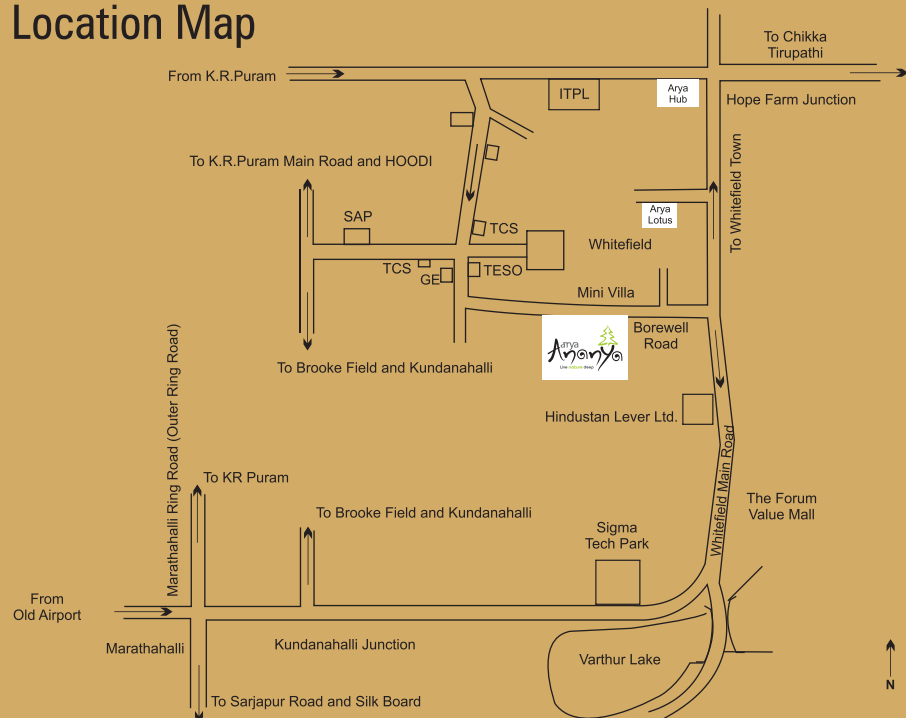 Location Map
To Chikka
Tirupathi
From K.R.Puram
ITPL
Arya
Hub
Hope Farm Junction
To K.R.Puram Main Road and HOODI
To Whitefield Town
SAP
TCS
Arya
Lotus
Whitefield
TCS
GE
TESO
Mini Villa
Borewell
Road
arya
Ananya
Live nature deep
To Brooke Field and Kundanahalli
Marathahalli Ring Road (Outer Ring Road)
Hindustan Lever Ltd.
Whitefield Main Road
To KR Puram
The Forum
Value Mall
To Brooke Field and Kundanahalli
Sigma
Tech Park
From
Old Airport
Marathahalli
Kundanahalli Junction
Varthur Lake
To Sarjapur Road and Silk Board
N